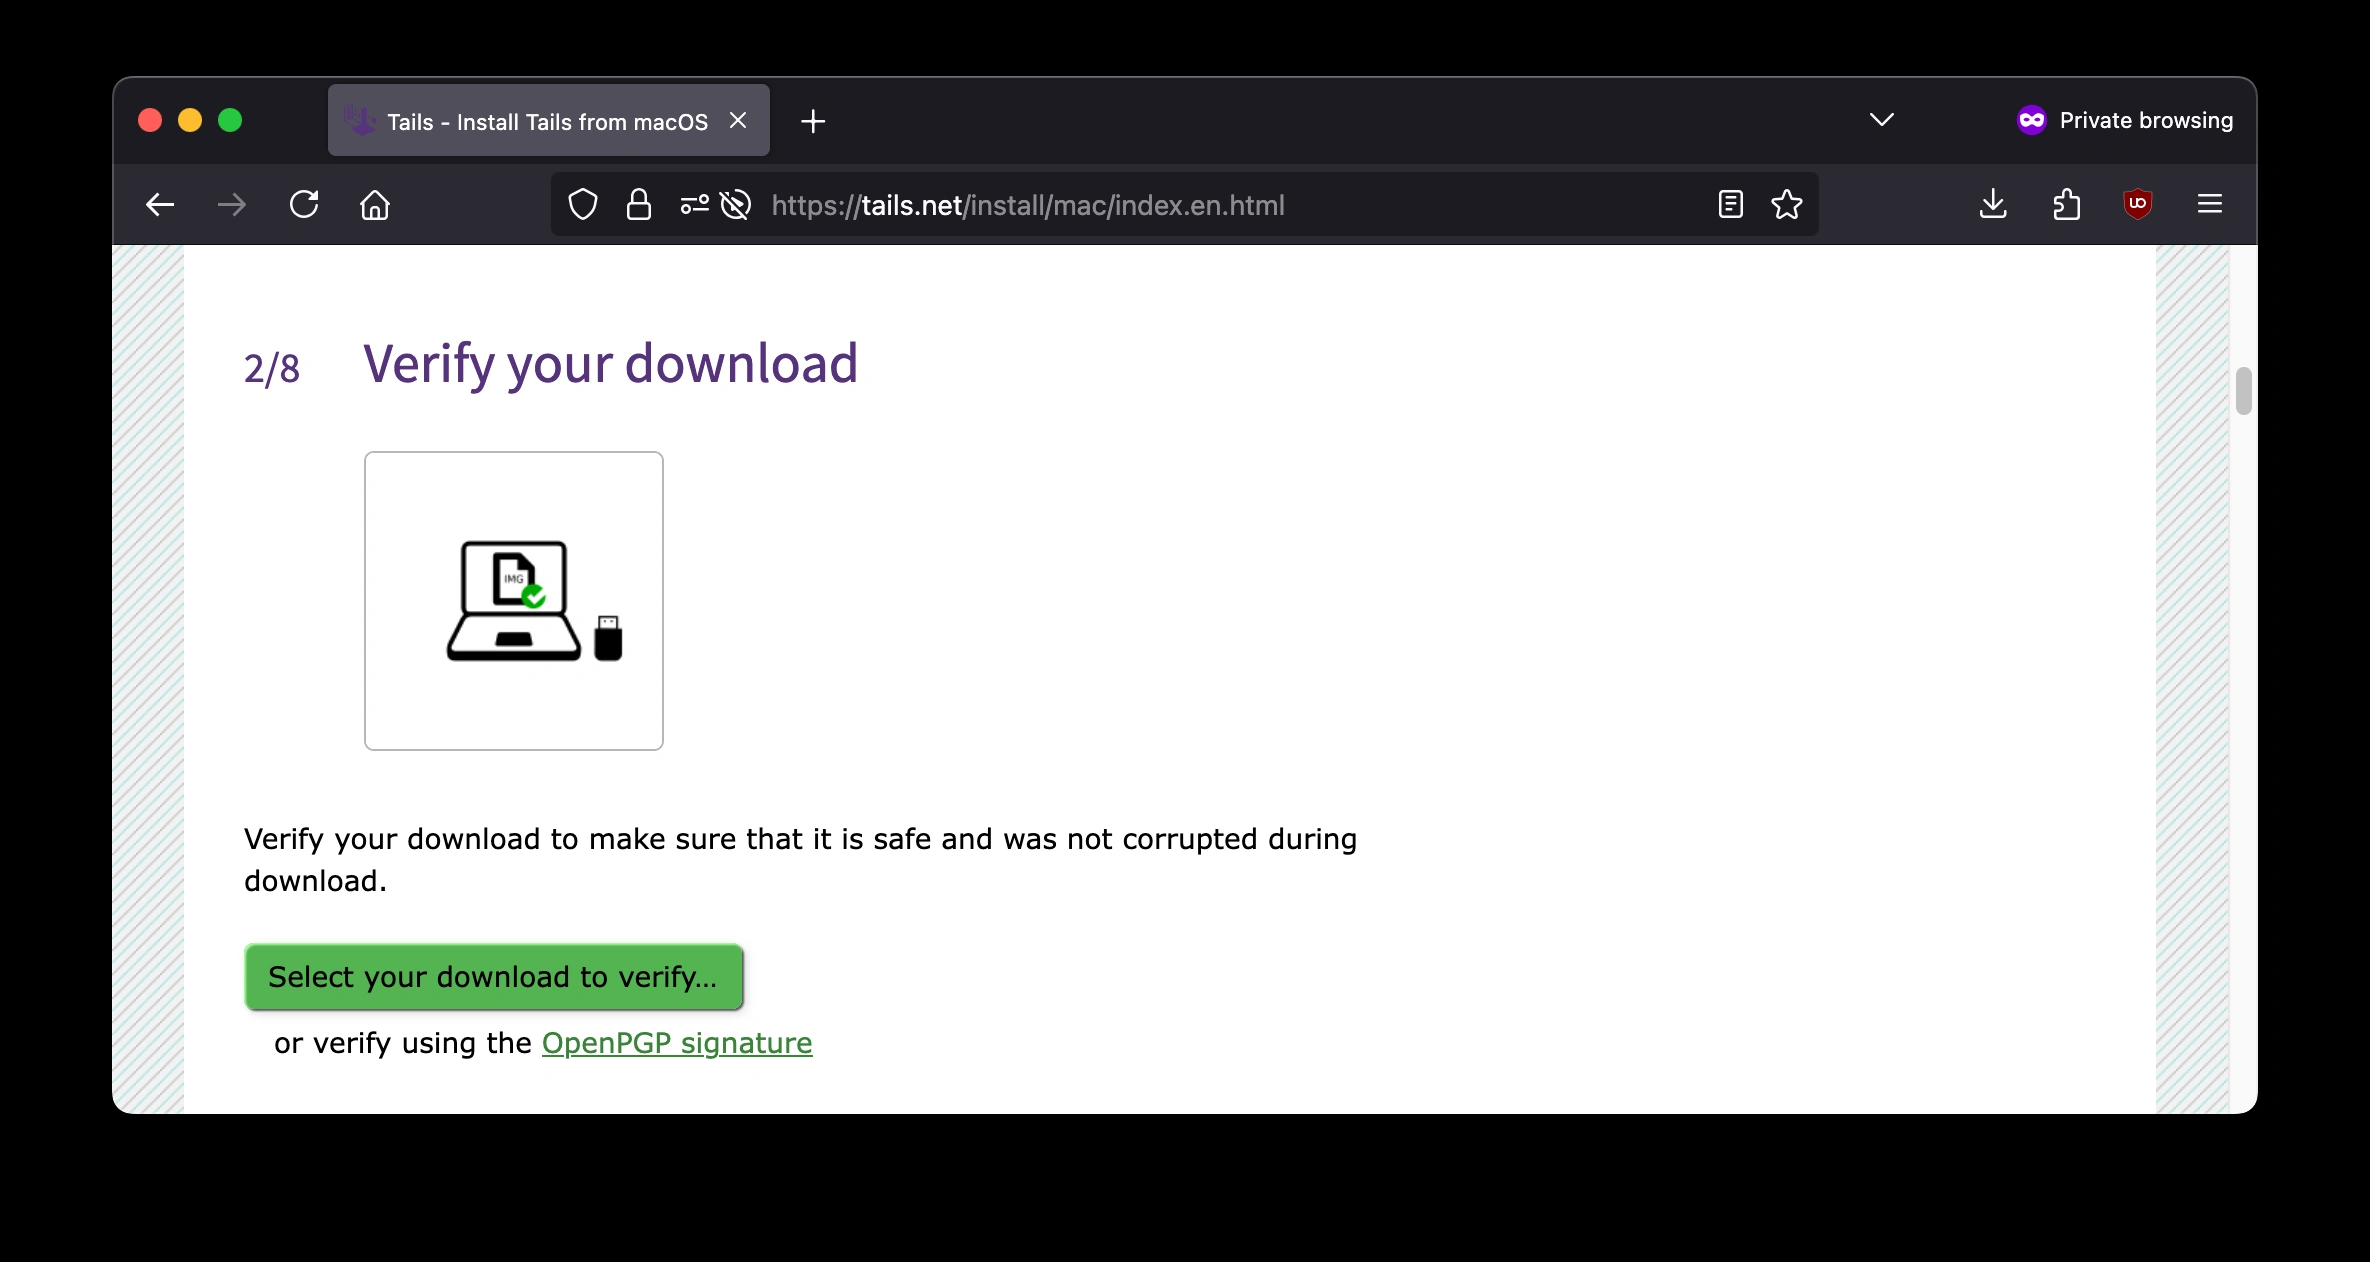 Tails - Install Tails from macOS
Private browsing
https://tails.net/install/mac/index.en.html
2/8 Verify your download
IMG
Verify your download to make sure that it is safe and was not corrupted during
download.
Select your download to verify...
or verify using the OpenPGP signature